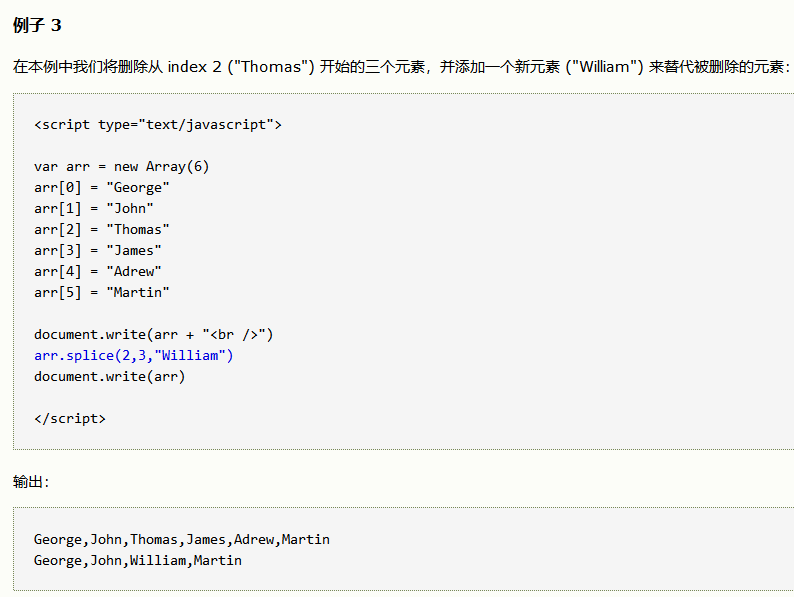 例子 3
在本例中我们将删除从 index 2 ("Thomas") 开始的三个元素，并添加一个新元素 ("William") 来替代被删除的元素：
<script type="text/javascript">
var arr = new Array(6)
arr[0] = "George"
arr[1] = "John"
arr[2] = "Thomas"
arr[3] = "James"
arr[4] = "Adrew"
arr[5] = "Martin"
document.write(arr + "<br />")
arr.splice(2,3,"William")
document.write(arr)
</script>
输出：
George,John,Thomas,James,Adrew,Martin
George,John,William,Martin